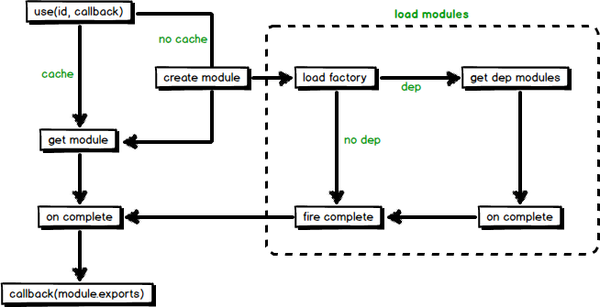 use(id, callback)
load modules
no cache
cache
create module
load factory
get dep modules
dep
get module
no dep
on complete
fire complete
on complete
callback(module.exports)